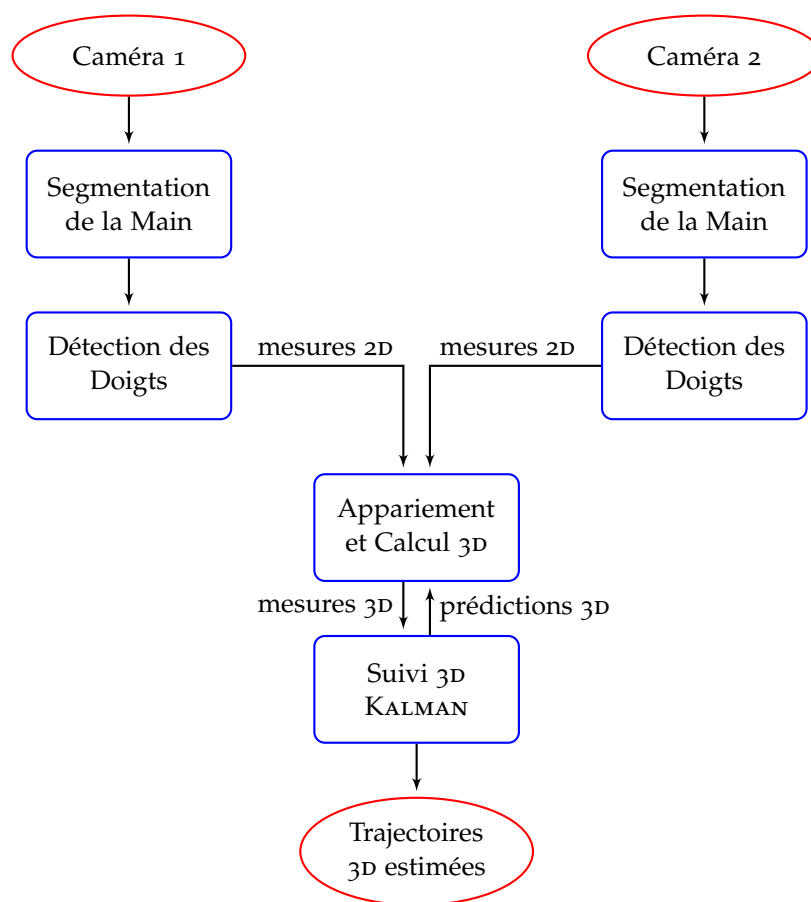 Caméra 1
Caméra 2
Segmentation
de la Main
Segmentation
de la Main
Détection des
Doigts
mesures 2D
mesures 2D
Détection des
Doigts
Appariement
et Calcul 3D
mesures 3D
prédictions 3D
Suivi 3D
KALMAN
Trajectoires
3D estimées